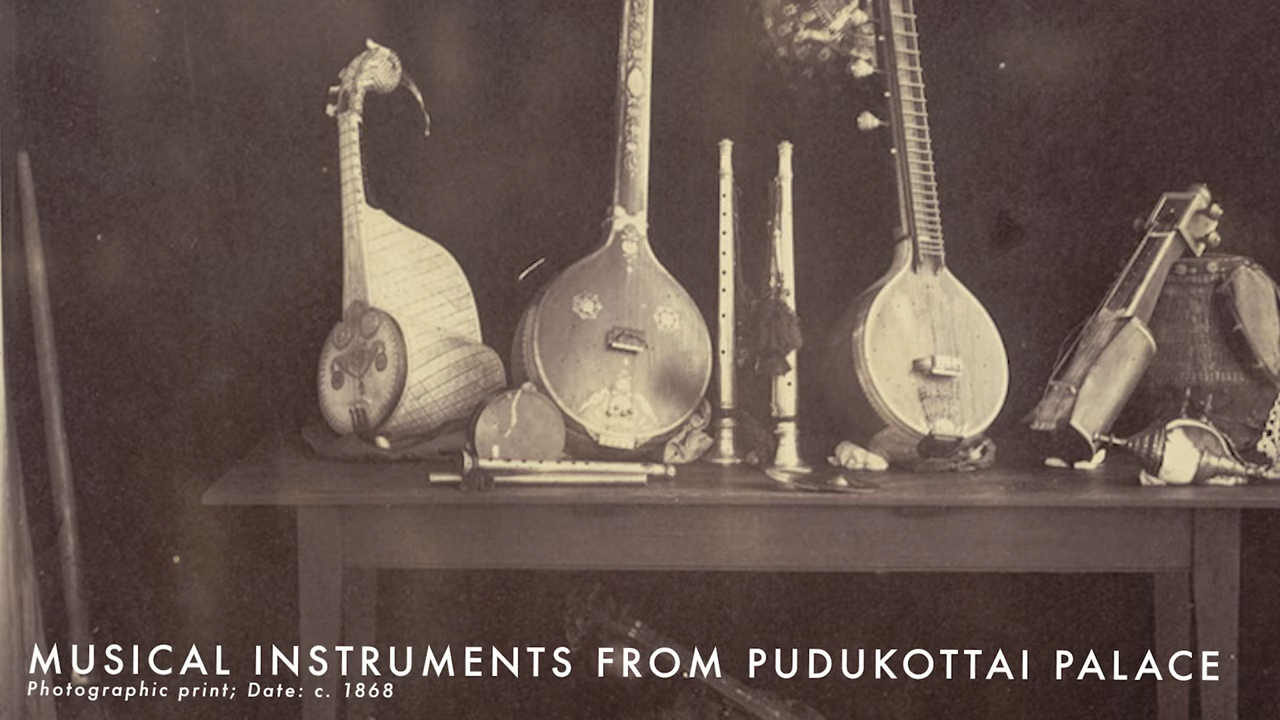 MUSICAL INSTRUMENTS FROM PUDUKOTTAI PALACE
Photographic print; Date: c. 1868